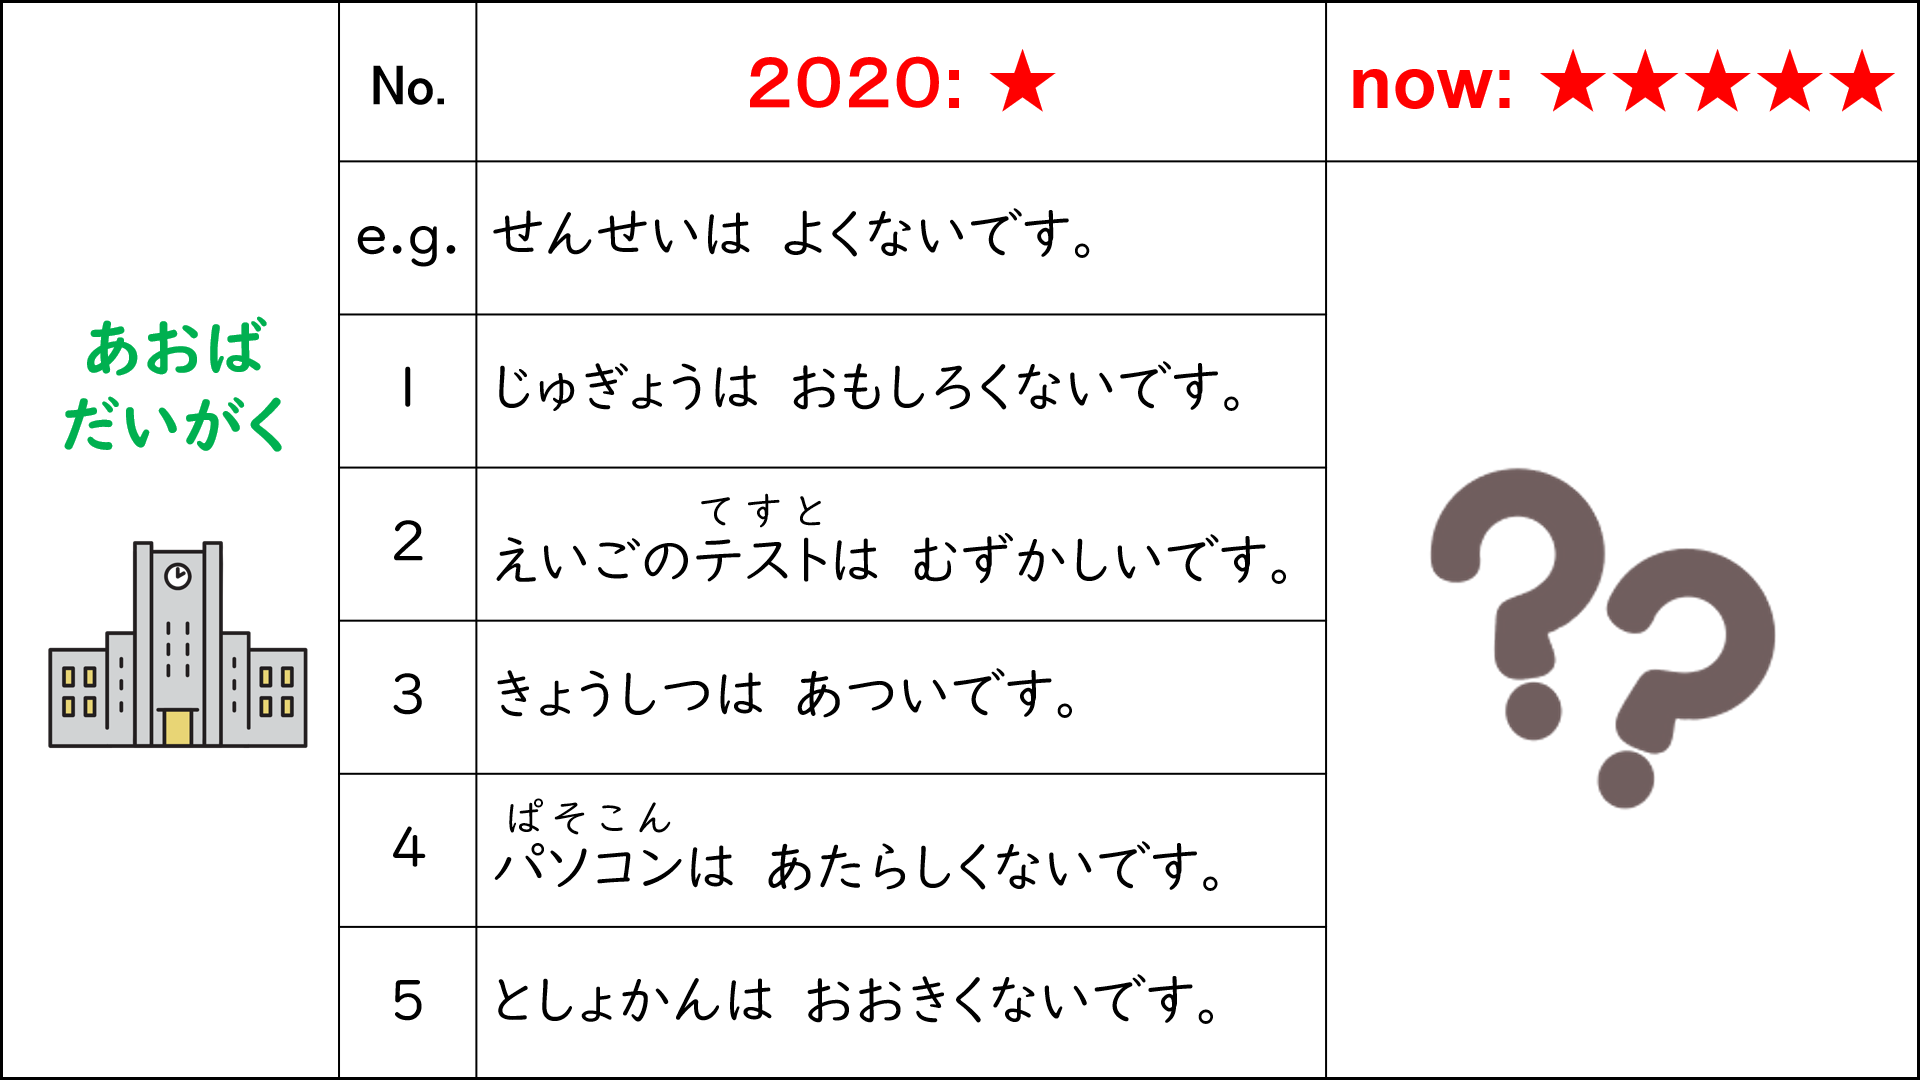 あおば
だいがく
No.
2020: ★
now: ★★★★★
e.g.
せんせいは よくないです。
1
じゅぎょうは おもしろくないです。
2
てすと
えいごのテストは むずかしいです。
3
きょうしつは あついです。
4
ぱそこん
パソコンは あたらしくないです。
5
としょかんは おおきくないです。
??